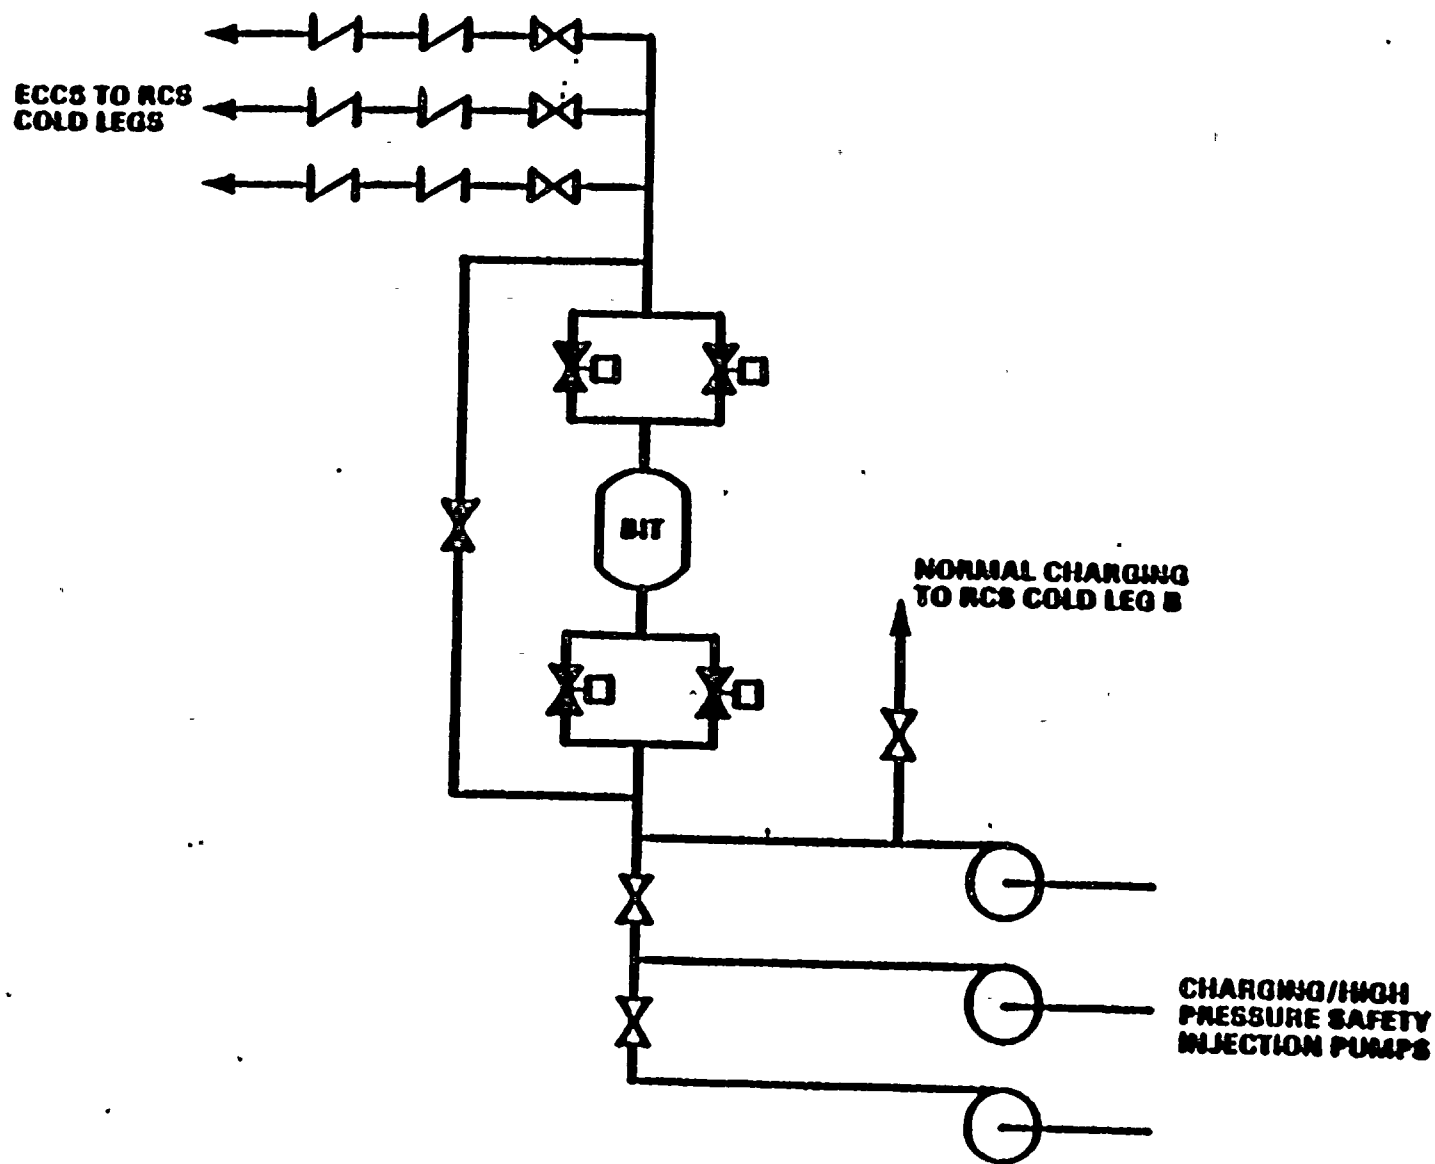 ECCS TO RCS
COLD LEGS
BIT
NORMAL CHARGING
TO RCS COLD LEG B
CHARGING/HIGH
PRESSURE SAFETY
INJECTION PUMPS